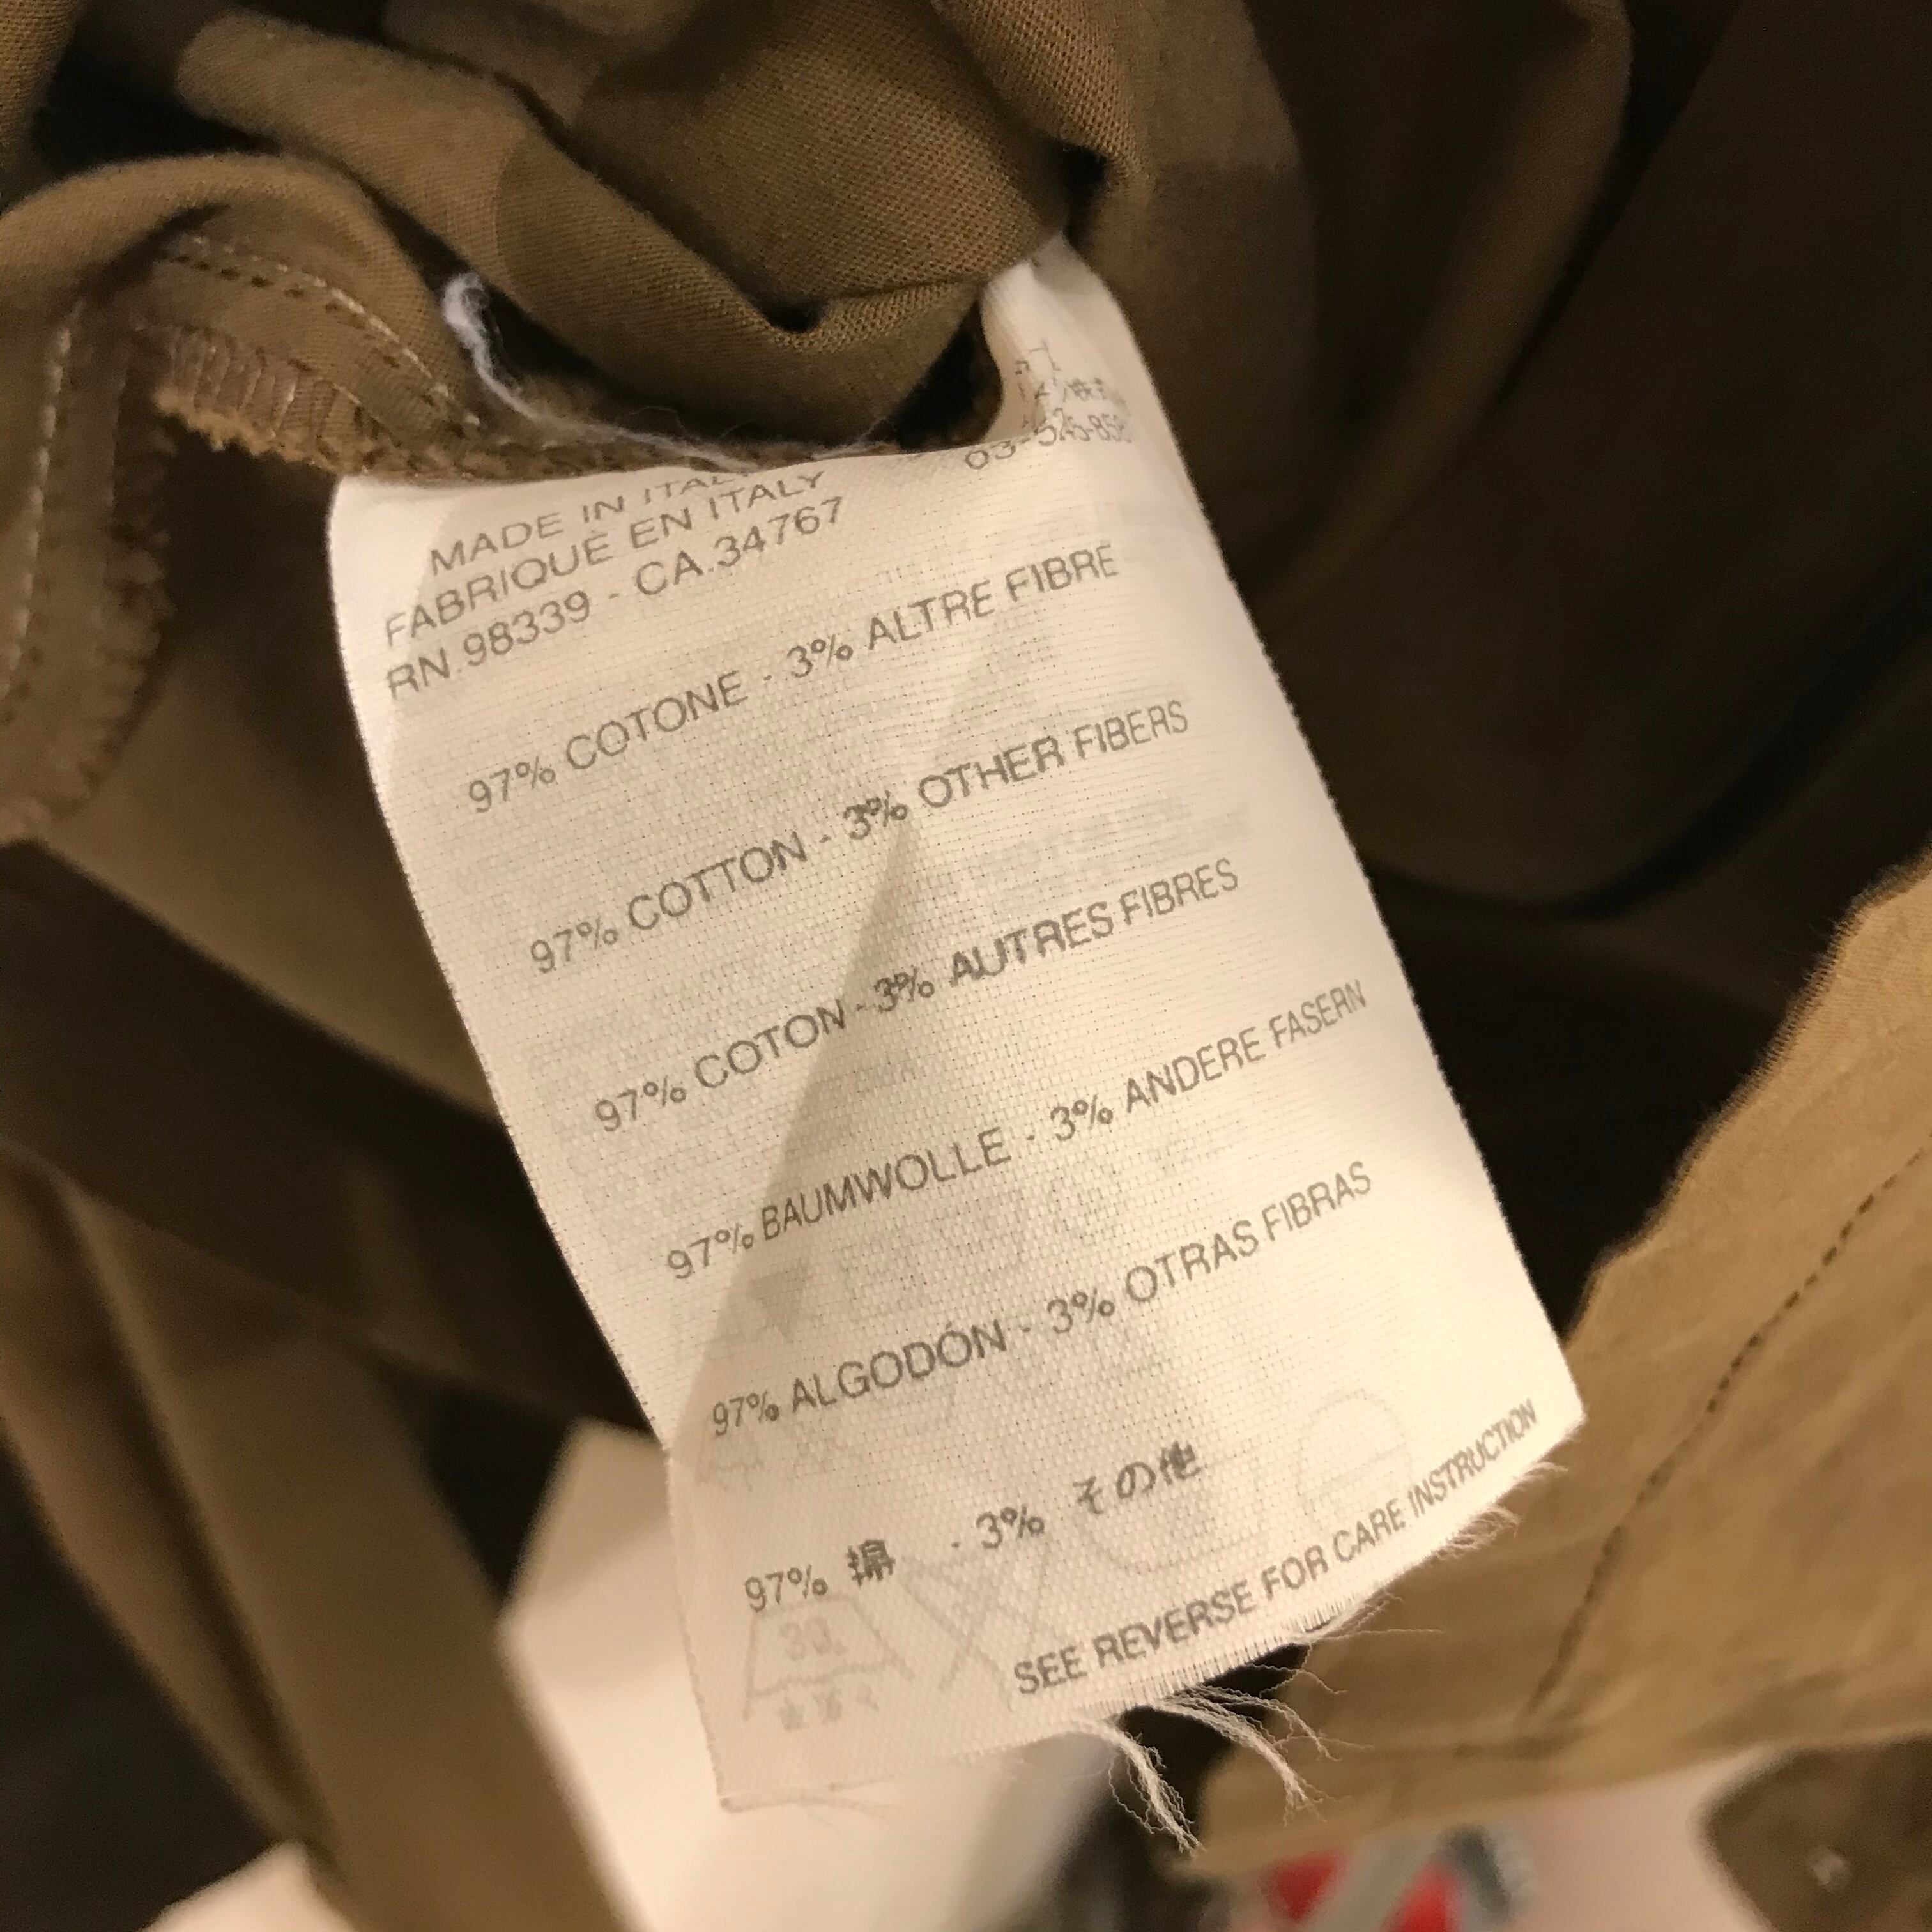 MADE IN ITALY
FABRIQUÉ EN ITALY
RN.98339 - CA.34767
97% COTONE - 3% ALTRE FIBRE
97% COTTON - 3% OTHER FIBERS
97% COTON - 3% AUTRES FIBRES
97% BAUMWOLLE - 3% ANDERE FASERN
97% ALGODÓN - 3% OTRAS FIBRAS
97% 綿 - 3% その他
SEE REVERSE FOR CARE INSTRUCTION